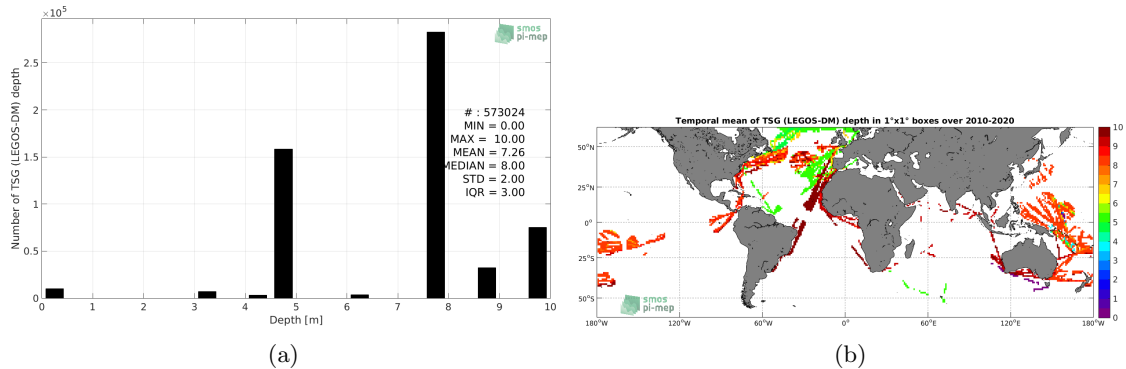 ×10⁵
smos
pi-mep
Number of TSG (LEGOS-DM) depth
2.5
2
1.5
1
0.5
0
# : 573024
MIN = 0.00
MAX = 10.00
MEAN = 7.26
MEDIAN = 8.00
STD = 2.00
IQR = 3.00
0 1 2 3 4 5 6 7 8 9 10
Depth [m]
(a)
Temporal mean of TSG (LEGOS-DM) depth in 1°x1° boxes over 2010-2020
50°N
25°N
0°
25°S
50°S
smos
pi-mep
180°W 120°W 60°W 0° 60°E 120°E 180°W
10
9
8
7
6
5
4
3
2
1
0
(b)